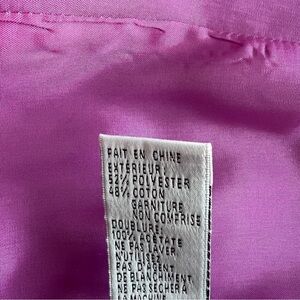 FAIT EN CHINE
EXTÉRIEUR:
52% POLYESTER
48% COTON
GARNITURE
NON COMPRISE
DOUBLURE:
100% ACÉTATE
NE PAS LAVER
N'UTILISEZ
PAS D'AGENT
DE BLANCHIMENT
NE PAS SÉCHER À
LA MACHINE